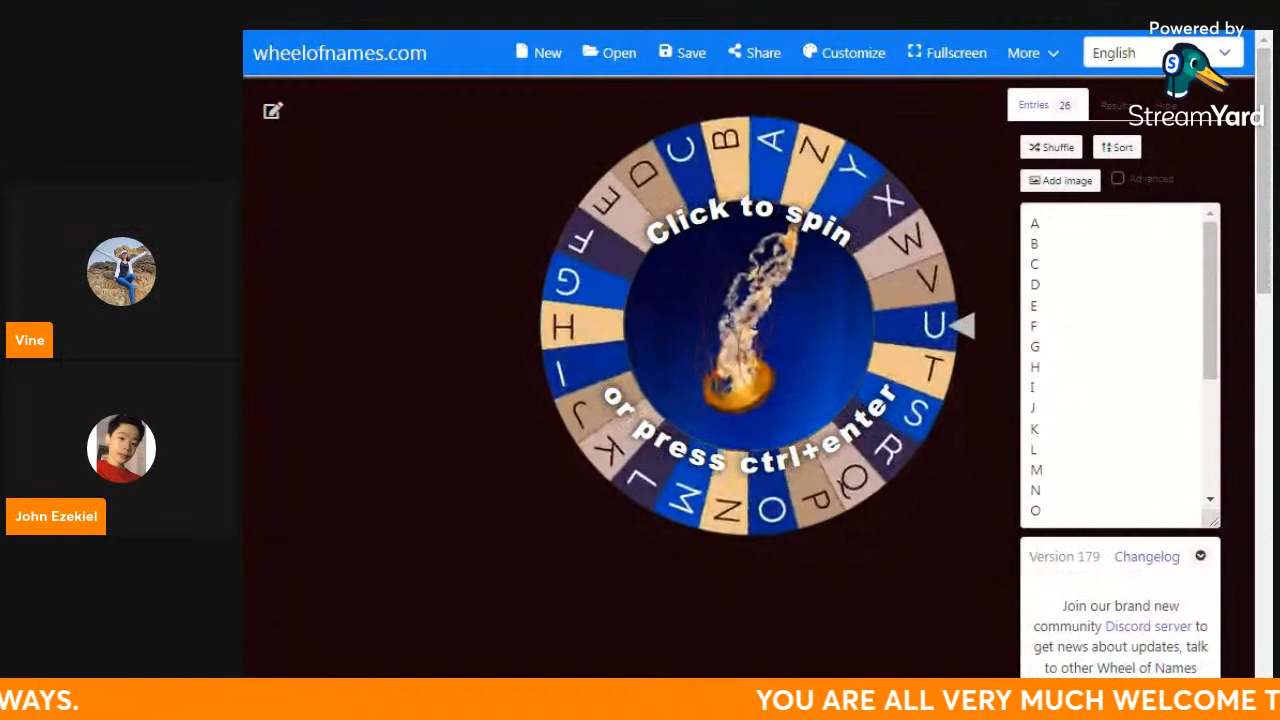 Powered by
StreamYard
wheelofnames.com
New
Open
Save
Share
Customize
Fullscreen
More
English
Entries 26
Results
Hide
Shuffle
Sort
Add image
Advanced
A
B
C
D
E
F
G
H
I
J
K
L
M
N
O
Click to spin
or press ctrl+enter
A
Z
Y
X
W
V
U
T
S
R
Q
P
O
N
M
L
K
J
I
H
G
F
E
D
C
B
Version 179 Changelog
Join our brand new
community Discord server to
get news about updates, talk
to other Wheel of Names
Vine
John Ezekiel
WAYS.
YOU ARE ALL VERY MUCH WELCOME T